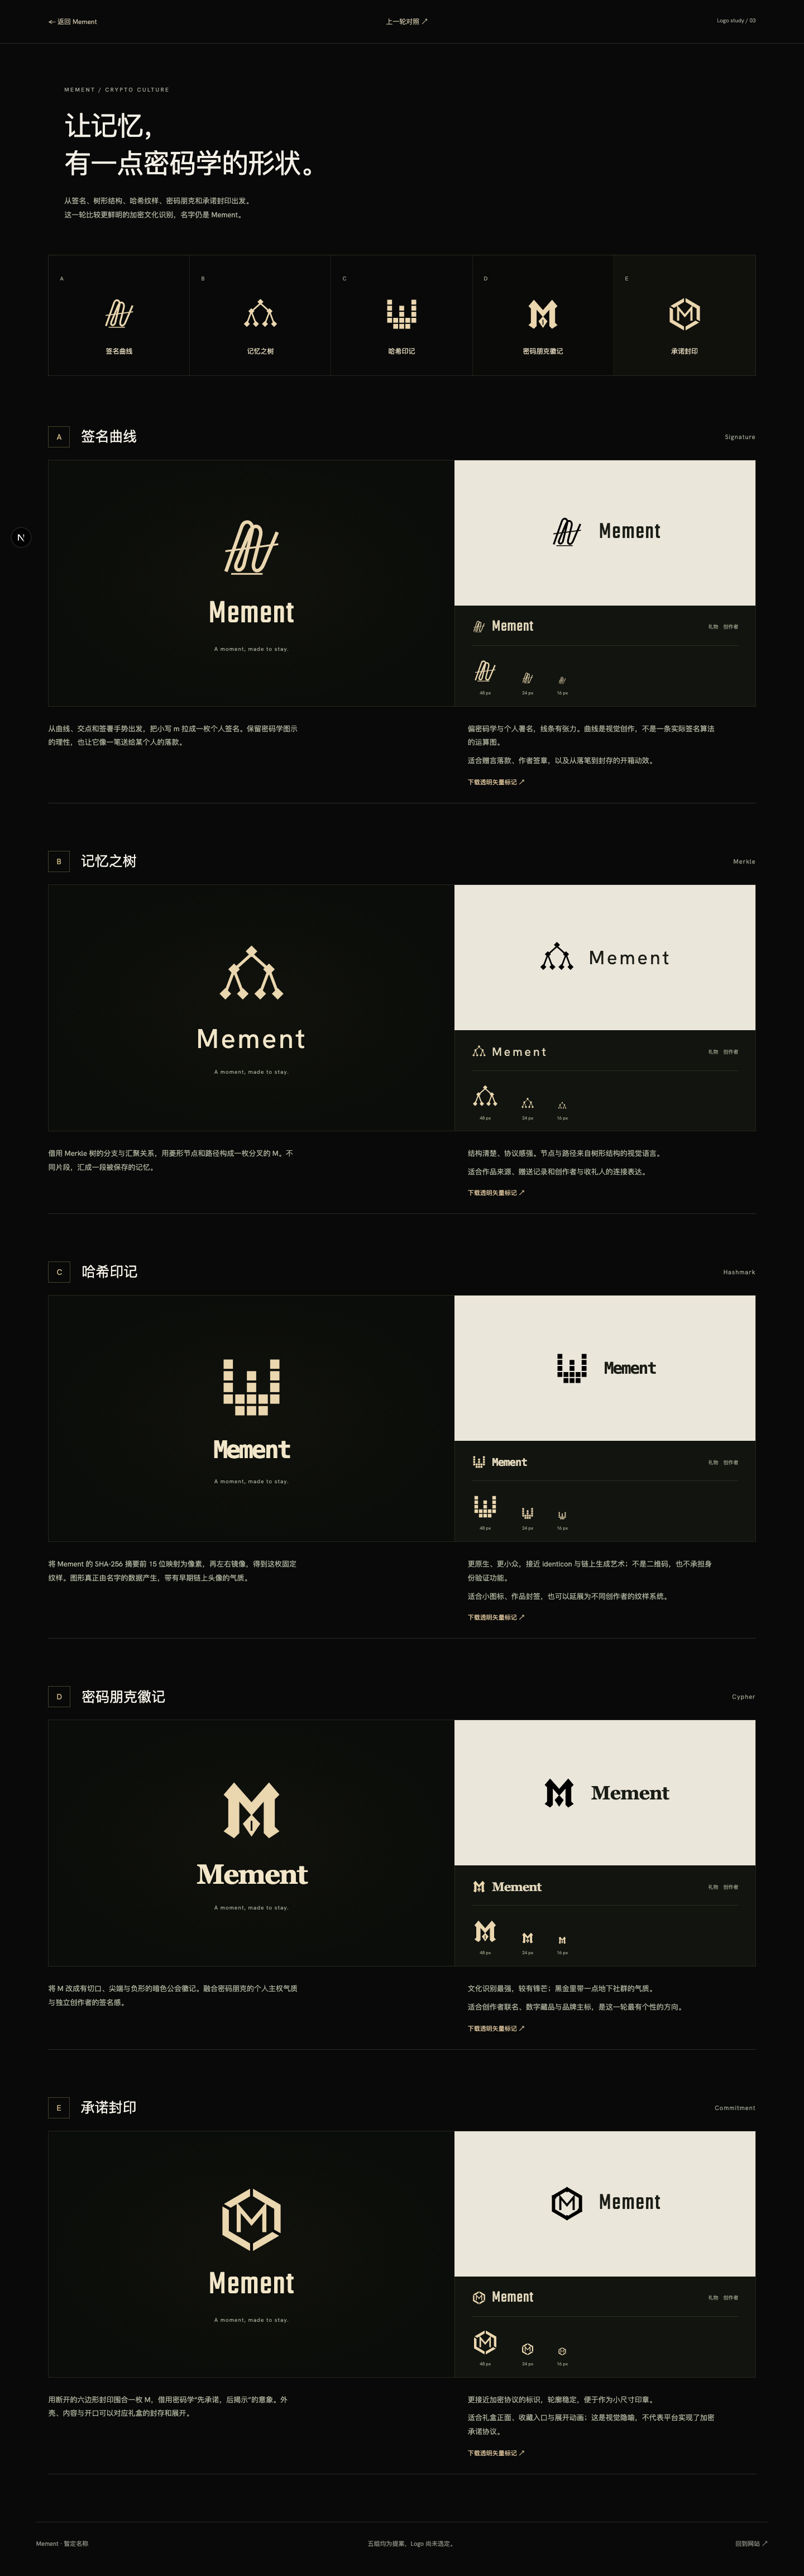 ← 返回 Mement
上一轮对照 ↗
Logo study / 03
MEMENT / CRYPTO CULTURE
让记忆，
有一点密码学的形状。
从签名、树形结构、哈希纹样、密码朋克和承诺封印出发。
这一轮比较更鲜明的加密文化识别，名字仍是 Mement。
A
签名曲线
B
记忆之树
C
哈希印记
D
密码朋克徽记
E
承诺封印
A
签名曲线
Signature
Mement
A moment, made to stay.
Mement
Mement
礼物 创作者
48 px
24 px
16 px
从曲线、交点和签署手势出发，把小写 m 拉成一枚个人签名。保留密码学图示
的理性，也让它像一笔送给某个人的落款。
偏密码学与个人署名，线条有张力。曲线是视觉创作，不是一条实际签名算法
的运算图。
适合赠言落款、作者签章，以及从落笔到封存的开箱动效。
下载透明矢量标记 ↗
N
B
记忆之树
Merkle
Mement
A moment, made to stay.
Mement
Mement
礼物 创作者
48 px
24 px
16 px
借用 Merkle 树的分支与汇聚关系，用菱形节点和路径构成一枚分叉的 M。不
同片段，汇成一段被保存的记忆。
结构清楚、协议感强。节点与路径来自树形结构的视觉语言。
适合作品来源、赠送记录和创作者与收礼人的连接表达。
下载透明矢量标记 ↗
C
哈希印记
Hashmark
Mement
A moment, made to stay.
Mement
Mement
礼物 创作者
48 px
24 px
16 px
将 Mement 的 SHA-256 摘要前 15 位映射为像素，再左右镜像，得到这枚固定
纹样。图形真正由名字的数据产生，带有早期链上头像的气质。
更原生、更小众，接近 identicon 与链上生成艺术；不是二维码，也不承担身
份验证功能。
适合小图标、作品封签，也可以延展为不同创作者的纹样系统。
下载透明矢量标记 ↗
D
密码朋克徽记
Cypher
Mement
A moment, made to stay.
Mement
Mement
礼物 创作者
48 px
24 px
16 px
将 M 改成有切口、尖端与负形的暗色公会徽记。融合密码朋克的个人主权气质
与独立创作者的签名感。
文化识别最强，较有锋芒；黑金里带一点地下社群的气质。
适合创作者联名、数字藏品与品牌主标，是这一轮最有个性的方向。
下载透明矢量标记 ↗
E
承诺封印
Commitment
Mement
A moment, made to stay.
Mement
Mement
礼物 创作者
48 px
24 px
16 px
用断开的六边形封印围合一枚 M，借用密码学“先承诺，后揭示”的意象。外
壳、内容与开口可以对应礼盒的封存和展开。
更接近加密协议的标识，轮廓稳定，便于作为小尺寸印章。
适合礼盒正面、收藏入口与展开动画；这是视觉隐喻，不代表平台实现了加密
承诺协议。
下载透明矢量标记 ↗
Mement · 暂定名称
五组均为提案，Logo 尚未选定。
回到网站 ↗